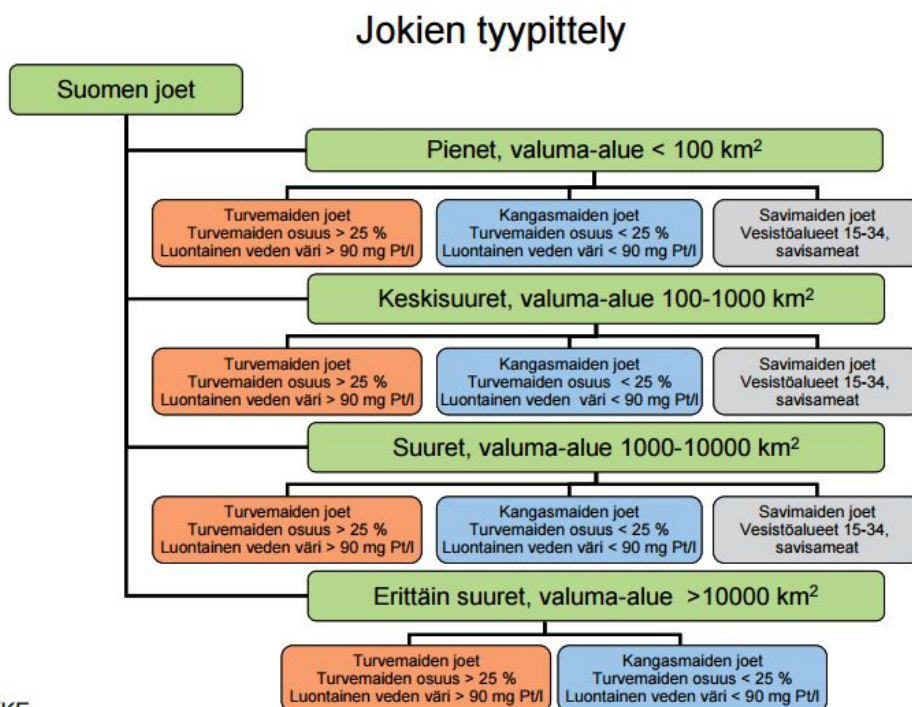 Jokien tyypittely
Suomen joet
Pienet, valuma-alue < 100 km²
Turvemaiden joet
Turvemaiden osuus > 25 %
Luontainen veden väri > 90 mg Pt/l
Kangasmaiden joet
Turvemaiden osuus < 25 %
Luontainen veden väri < 90 mg Pt/l
Savimaiden joet
Vesistöalueet 15-34,
savisameat
Keskisuuret, valuma-alue 100-1000 km²
Turvemaiden joet
Turvemaiden osuus > 25 %
Luontainen veden väri > 90 mg Pt/l
Kangasmaiden joet
Turvemaiden osuus < 25 %
Luontainen veden väri < 90 mg Pt/l
Savimaiden joet
Vesistöalueet 15-34,
savisameat
Suuret, valuma-alue 1000-10000 km²
Turvemaiden joet
Turvemaiden osuus > 25 %
Luontainen veden väri > 90 mg Pt/l
Kangasmaiden joet
Turvemaiden osuus < 25 %
Luontainen veden väri < 90 mg Pt/l
Savimaiden joet
Vesistöalueet 15-34,
savisameat
Erittäin suuret, valuma-alue >10000 km²
Turvemaiden joet
Turvemaiden osuus > 25 %
Luontainen veden väri > 90 mg Pt/l
Kangasmaiden joet
Turvemaiden osuus < 25 %
Luontainen veden väri < 90 mg Pt/l